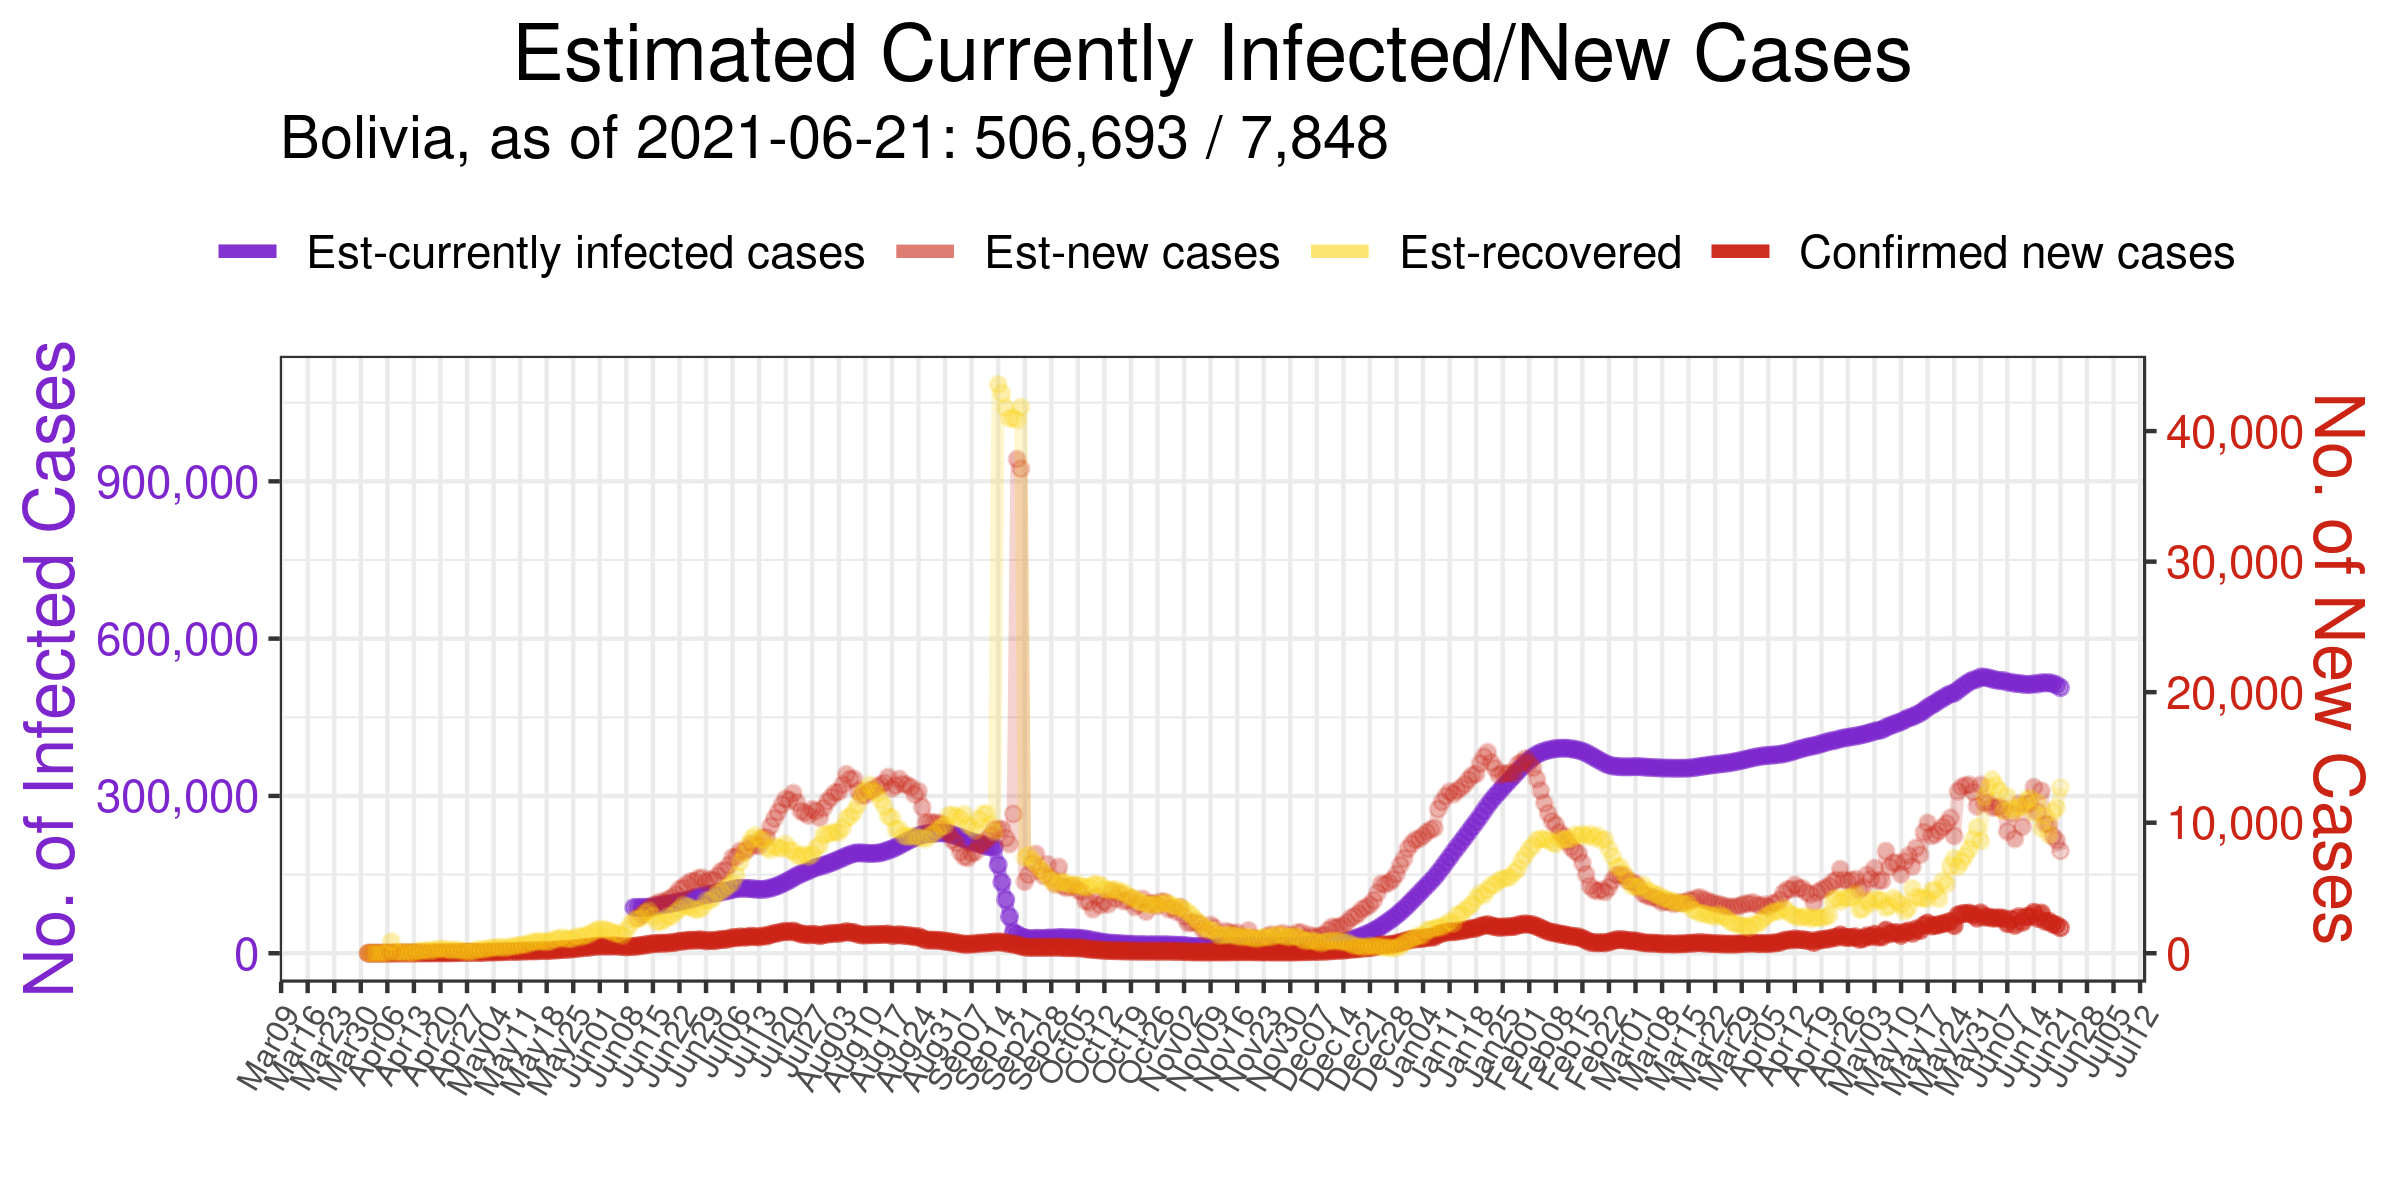 Estimated Currently Infected/New Cases
Bolivia, as of 2021-06-21: 506,693 / 7,848
Est-currently infected cases Est-new cases Est-recovered Confirmed new cases
No. of Infected Cases
900,000
600,000
300,000
0
40,000
30,000
20,000
10,000
0
No. of New Cases
Mar09 Mar16 Mar23 Mar30 Apr06 Apr13 Apr20 Apr27 May04 May11 May18 May25 Jun01 Jun08 Jun15 Jun22 Jun29 Jul06 Jul13 Jul20 Jul27 Aug03 Aug10 Aug17 Aug24 Aug31 Sep07 Sep14 Sep21 Sep28 Oct05 Oct12 Oct19 Oct26 Nov02 Nov09 Nov16 Nov23 Nov30 Dec07 Dec14 Dec21 Dec28 Jan04 Jan11 Jan18 Jan25 Feb01 Feb08 Feb15 Feb22 Mar01 Mar08 Mar15 Mar22 Mar29 Apr05 Apr12 Apr19 Apr26 May03 May10 May17 May24 May31 Jun07 Jun14 Jun21 Jun28 Jul05 Jul12